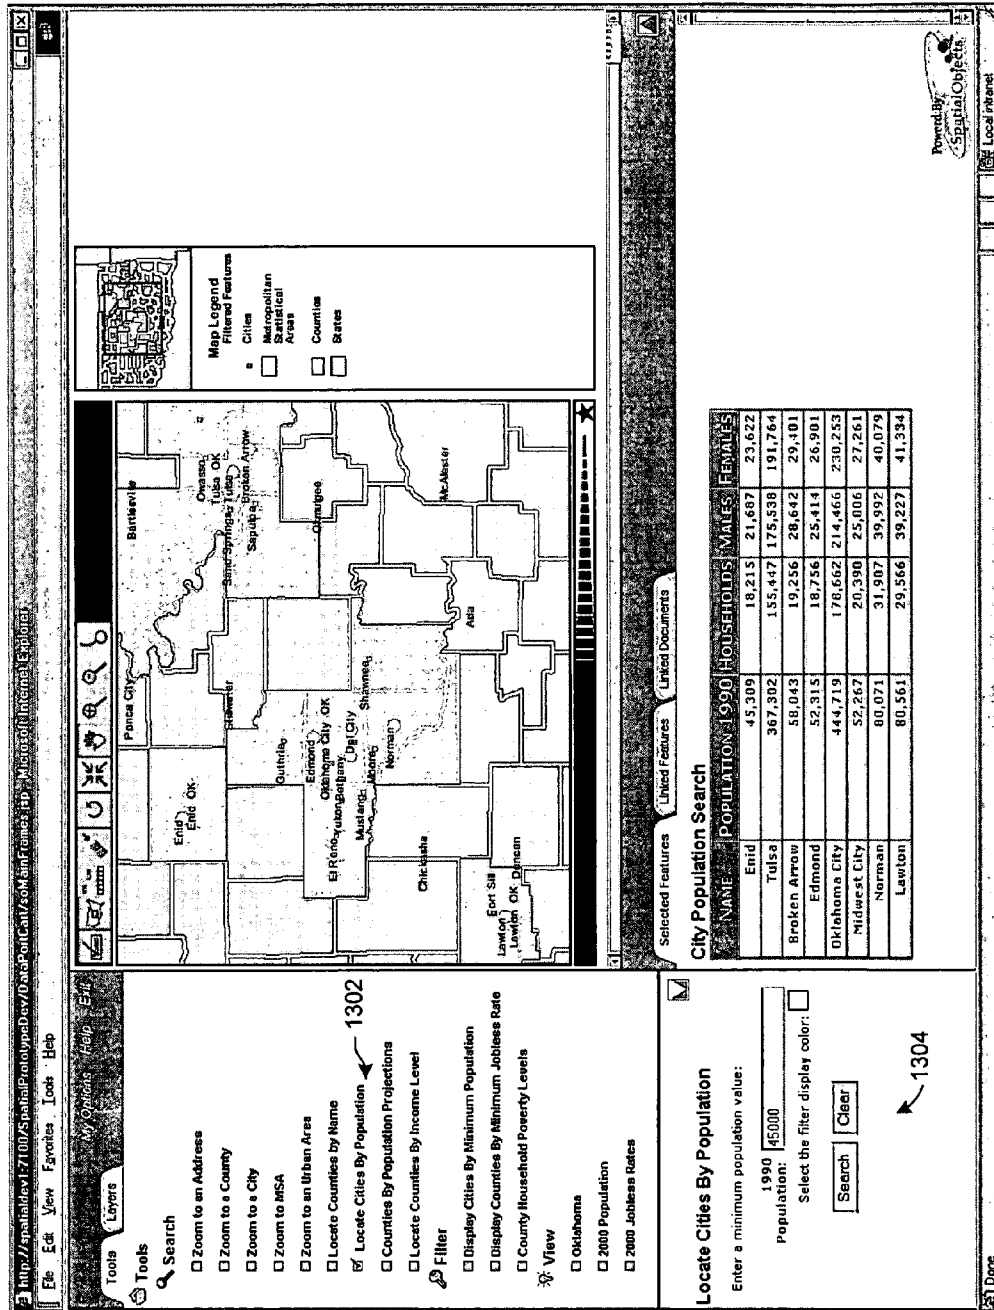 http://spatialdev1:7100/SpatialPrototypeDev/DataPortCart/soMainFrames.jsp - Microsoft Internet Explorer
File Edit View Favorites Tools Help
Tools Layers My Options Help Exit
Tools
Search
Zoom to an Address
Zoom to a County
Zoom to a City
Zoom to MSA
Zoom to an Urban Area
Locate Counties by Name
Locate Cities By Population
1302
Counties By Population Projections
Locate Counties By Income Level
Filter
Display Cities By Minimum Population
Display Counties By Minimum Jobless Rate
County Household Poverty Levels
View
Oklahoma
2000 Population
2000 Jobless Rates
Ponca City
Bartlesville
Enid
Enid OK
Stillwater
Owasso
Tulsa OK
Sand Springs Tulsa
Broken Arrow
Sapulpa
Guthrie
Edmond
Oklahoma City OK
El Reno Yukon Bethany
Del City
Mustang
Moore
Shawnee
Norman
Okmulgee
Chickasha
Ada
McAlester
Fort Sill
Lawton
Lawton OK
Duncan
Map Legend
Filtered Features
Cities
Metropolitan
Statistical
Areas
Counties
States
Locate Cities By Population
Enter a minimum population value:
1990
Population: 45000
Select the filter display color:
Search Clear
1304
Selected Features Linked Features Linked Documents
City Population Search
NAME POPULATION 1990 HOUSEHOLDS MALES FEMALES
Enid 45,309 18,215 21,687 23,622
Tulsa 367,302 155,447 175,538 191,764
Broken Arrow 58,043 19,256 28,642 29,401
Edmond 52,315 18,756 25,414 26,901
Oklahoma City 444,719 178,662 214,466 230,253
Midwest City 52,267 20,390 25,006 27,261
Norman 80,071 31,907 39,992 40,079
Lawton 80,561 29,566 39,227 41,334
Powerd By
SpatialObjects
Done
Local intranet